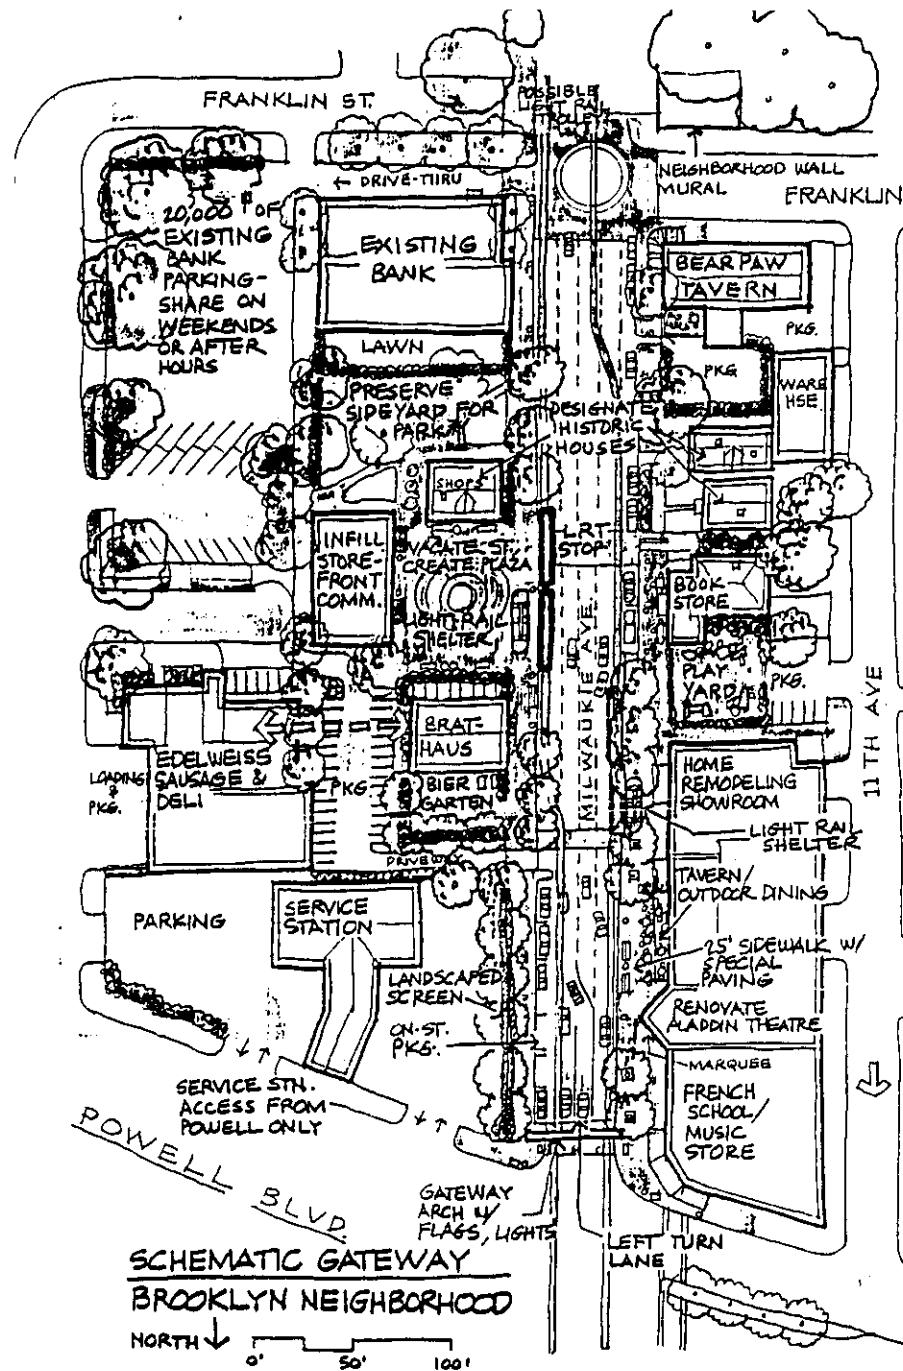 FRANKLIN ST.
POSSIBLE
NEIGHBORHOOD WALL
MURAL
FRANKLIN
← DRIVE-THRU
20,000 OF
EXISTING
BANK
PARKING-
SHARE ON
WEEKENDS
OR AFTER
HOURS
EXISTING
BANK
LAWN
PRESERVE
SIDEYARD FOR
PARK
BEAR PAW
TAVERN
PKG.
PKG
WARE
HSE
DESIGNATE
HISTORIC
HOUSES
SHOPS
INFILL
STORE-
FRONT
COMM.
VACATE ST.
CREATE PLAZA
LIGHT RAIL
SHELTER
LRT
STOP
BOOK
STORE
PLAY
YARD
PKG.
MILWAUKIE AVE
11TH AVE
EDELWEISS
SAUSAGE &
DELI
LOADING
& PKG.
PKG
BRAT-
HAUS
BIER
GARTEN
DRIVEWAY
HOME
REMODELING
SHOWROOM
LIGHT RAIL
SHELTER
TAVERN/
OUTDOOR DINING
25' SIDEWALK W/
SPECIAL
PAVING
RENOVATE
ALADDIN THEATRE
MARQUEE
FRENCH
SCHOOL/
MUSIC
STORE
PARKING
SERVICE
STATION
LANDSCAPED
SCREEN
ON-ST.
PKG.
SERVICE STN.
ACCESS FROM
POWELL ONLY
POWELL BLVD.
GATEWAY
ARCH W/
FLAGS, LIGHTS
LEFT TURN
LANE
SCHEMATIC GATEWAY
BROOKLYN NEIGHBORHOOD
NORTH
0' 50' 100'